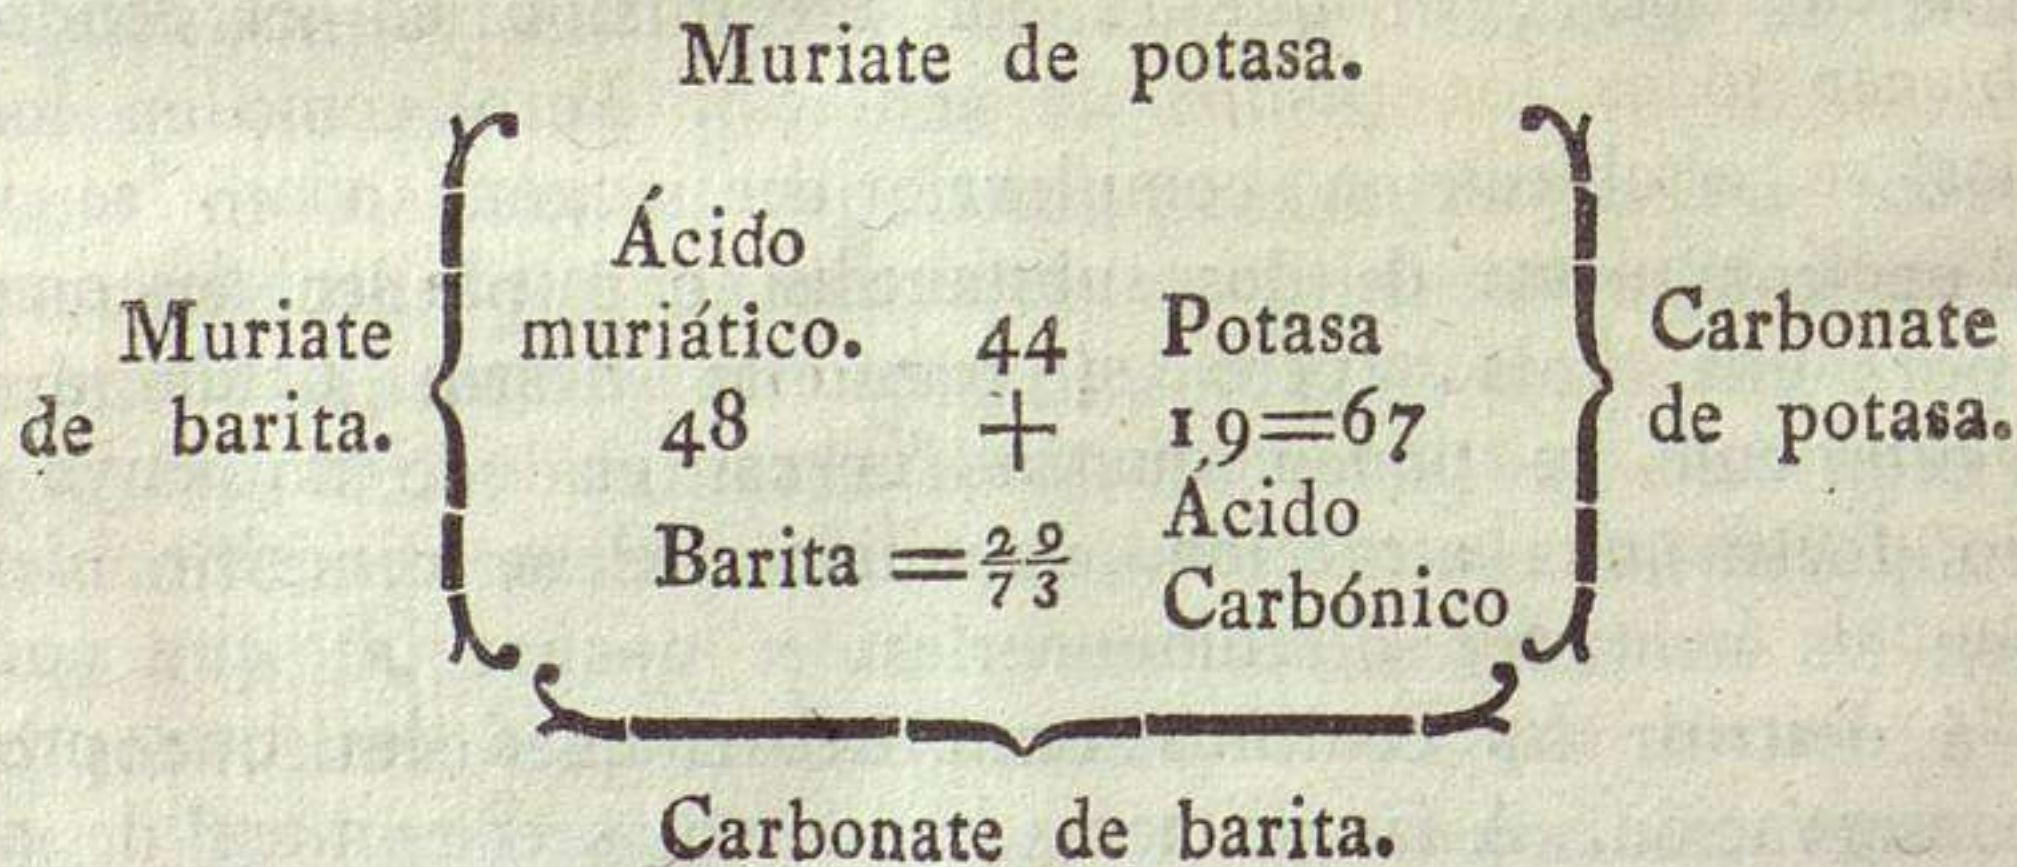 Muriate de potasa.
Ácido
Muriate muriático. 44 Potasa Carbonate
de barita. 48 + 19=67 de potasa.
Ácido
Barita = 29/73
Carbónico
Carbonate de barita.